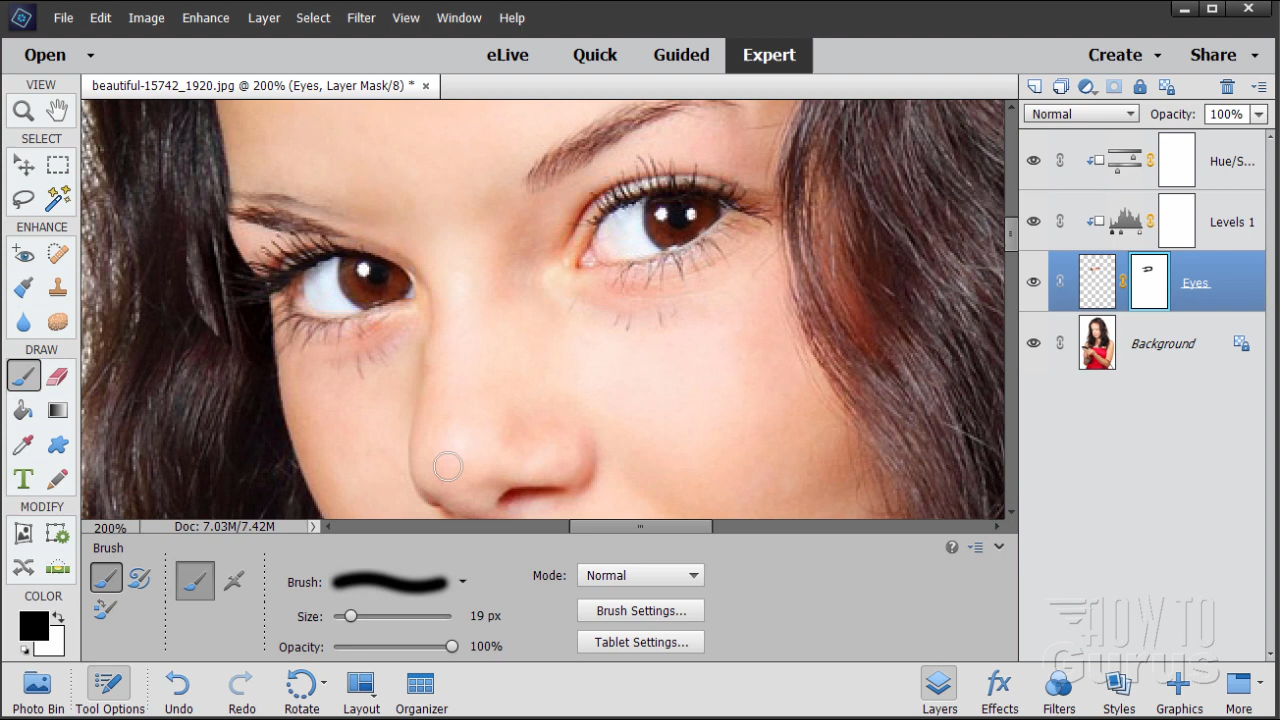 File Edit Image Enhance Layer Select Filter View Window Help
Open eLive Quick Guided Expert Create Share
VIEW
beautiful-15742_1920.jpg @ 200% (Eyes, Layer Mask/8) *
Normal Opacity: 100%
SELECT
Hue/S...
Levels 1
ENHANCE
Eyes
Background
DRAW
MODIFY
200% Doc: 7.03M/7.42M
Brush
Brush:
Mode: Normal
Size: 19 px
Brush Settings...
Opacity: 100%
Tablet Settings...
COLOR
HOW TO
Gurus
Photo Bin Tool Options Undo Redo Rotate Layout Organizer Layers Effects Filters Styles Graphics More